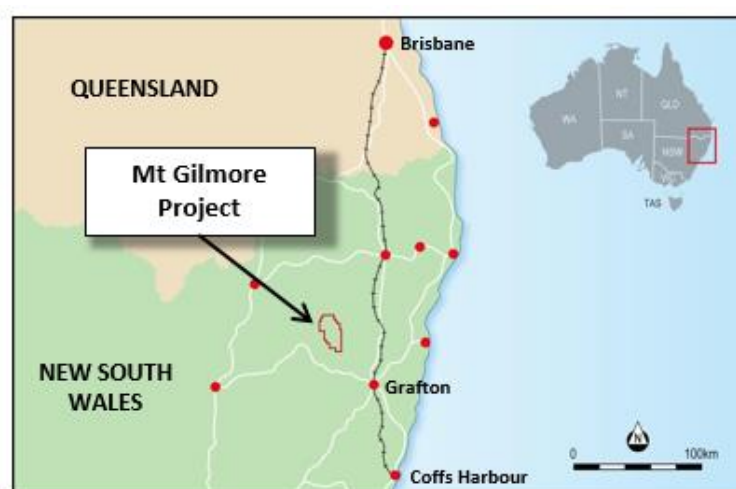 Brisbane
QUEENSLAND
Mt Gilmore
Project
NEW SOUTH
WALES
Grafton
Coffs Harbour
WA
NT
QLD
SA
NSW
TAS
N
0
100km